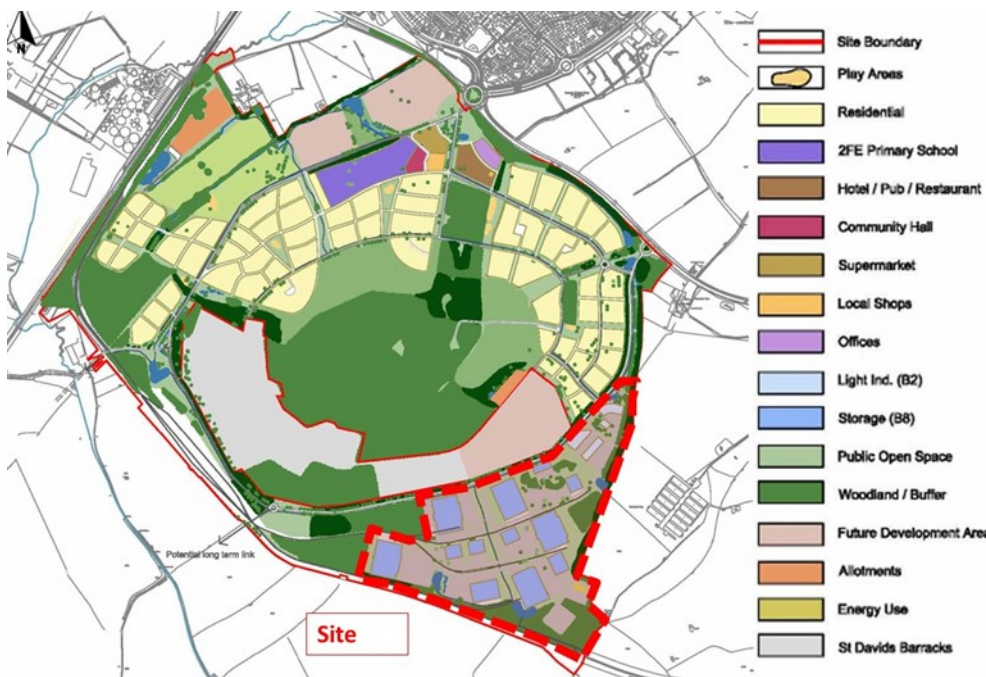 N
Site Boundary
Play Areas
Residential
2FE Primary School
Hotel / Pub / Restaurant
Community Hall
Supermarket
Local Shops
Offices
Light Ind. (B2)
Storage (B8)
Public Open Space
Woodland / Buffer
Future Development Area
Allotments
Energy Use
St Davids Barracks
Potential long term link
Site